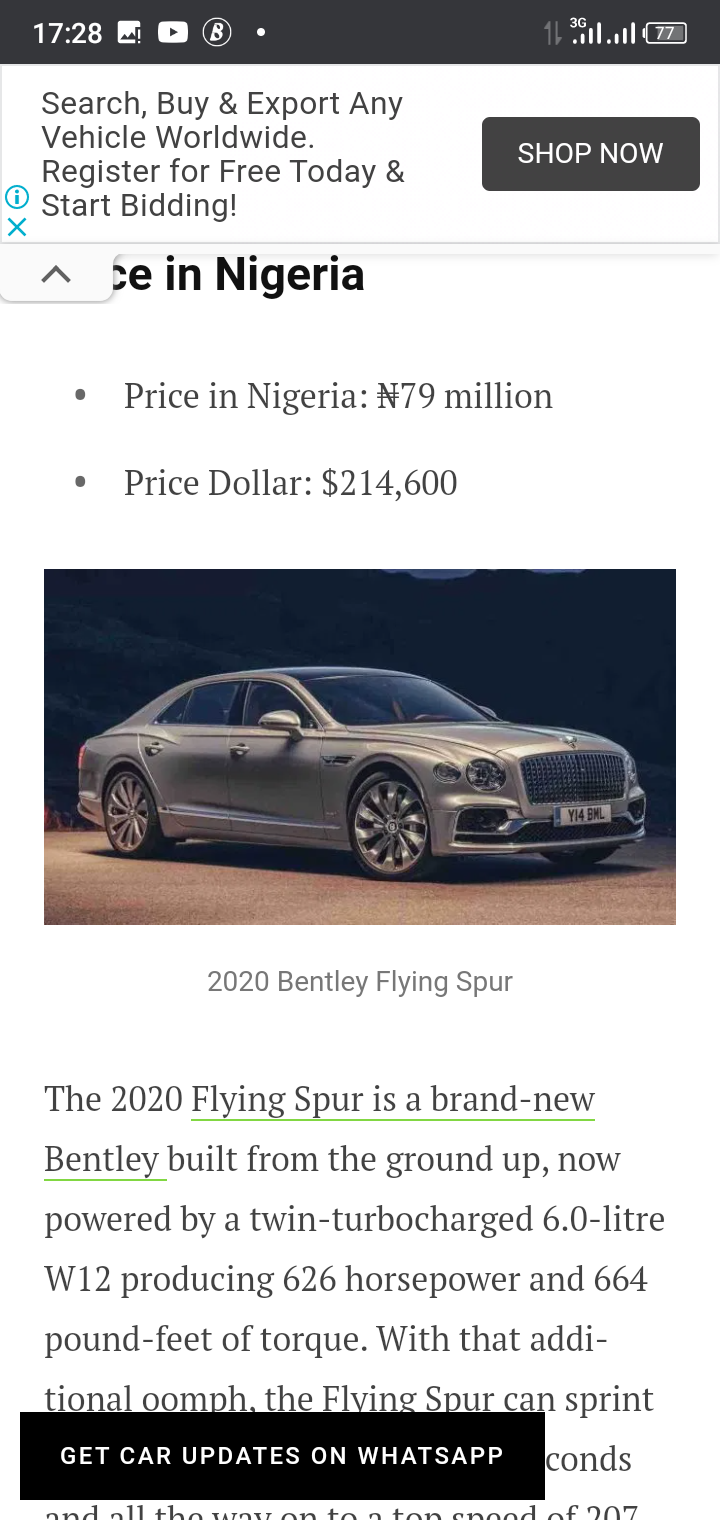 17:28
3G
77
Search, Buy & Export Any
Vehicle Worldwide.
Register for Free Today &
Start Bidding!
SHOP NOW
ce in Nigeria
• Price in Nigeria: ₦79 million
• Price Dollar: $214,600
Y14 BML
2020 Bentley Flying Spur
The 2020 Flying Spur is a brand-new
Bentley built from the ground up, now
powered by a twin-turbocharged 6.0-litre
W12 producing 626 horsepower and 664
pound-feet of torque. With that addi-
tional oomph, the Flying Spur can sprint
conds
GET CAR UPDATES ON WHATSAPP
and all the way on to a top speed of 207